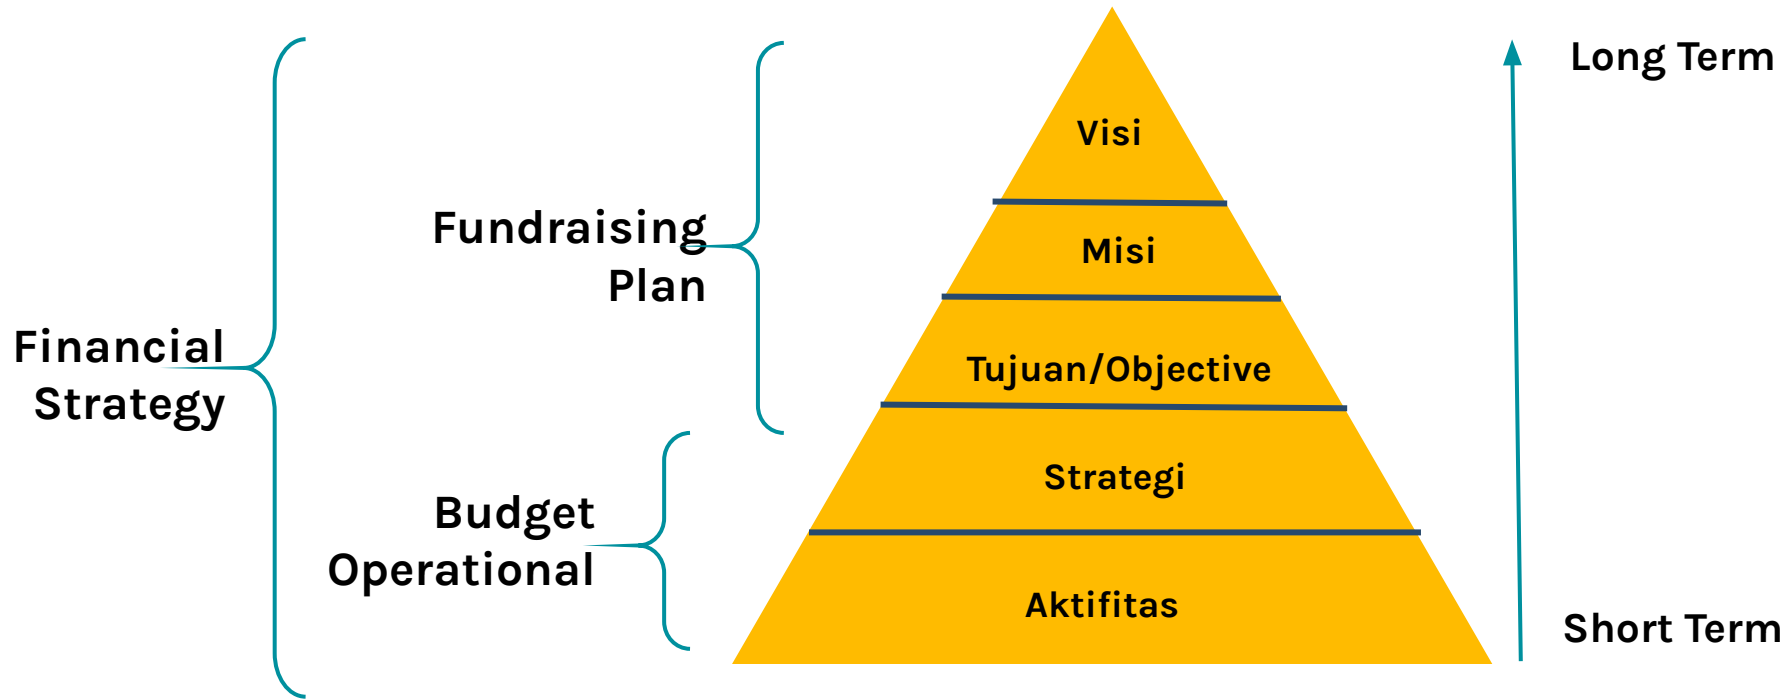 Financial
Strategy
Fundraising
Plan
Budget
Operational
Visi
Misi
Tujuan/Objective
Strategi
Aktifitas
Long Term
Short Term